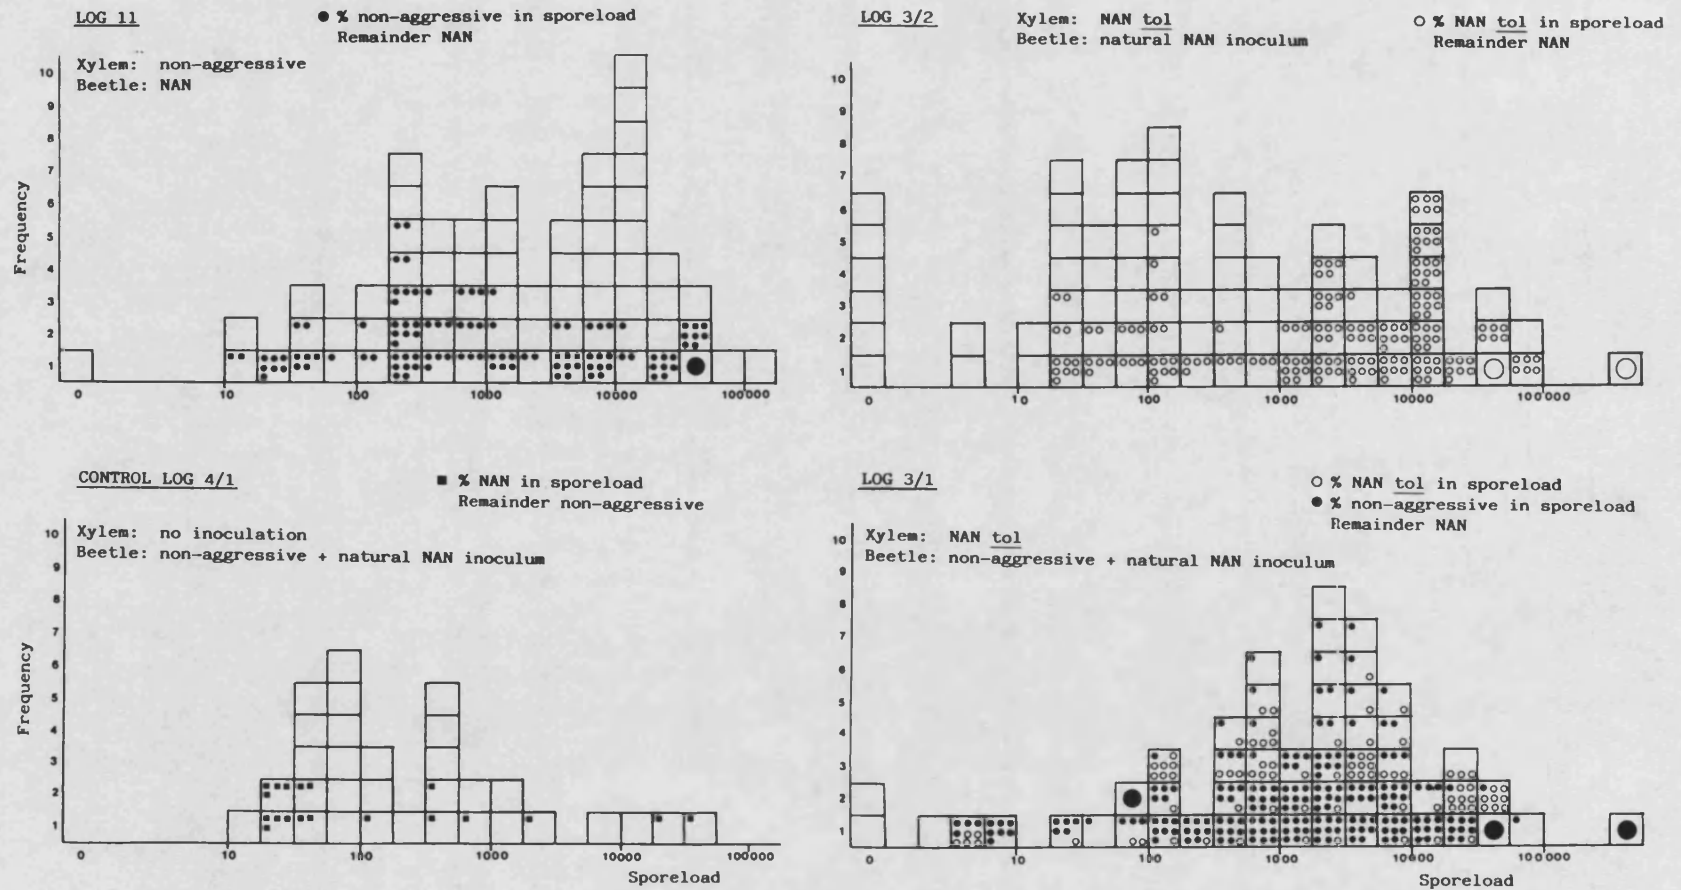 LOG 11
● % non-aggressive in sporeload
Remainder NAN
Xylem: non-aggressive
Beetle: NAN
Frequency
10
9
8
7
6
5
4
3
2
1
0 10 100 1000 10000 100000
LOG 3/2
Xylem: NAN tol
Beetle: natural NAN inoculum
○ % NAN tol in sporeload
Remainder NAN
10
9
8
7
6
5
4
3
2
1
0 10 100 1000 10000 100000
CONTROL LOG 4/1
■ % NAN in sporeload
Remainder non-aggressive
Xylem: no inoculation
Beetle: non-aggressive + natural NAN inoculum
Frequency
10
9
8
7
6
5
4
3
2
1
0 10 100 1000 10000 100000
Sporeload
LOG 3/1
○ % NAN tol in sporeload
● % non-aggressive in sporeload
Remainder NAN
Xylem: NAN tol
Beetle: non-aggressive + natural NAN inoculum
10
9
8
7
6
5
4
3
2
1
0 10 100 1000 10000 100000
Sporeload